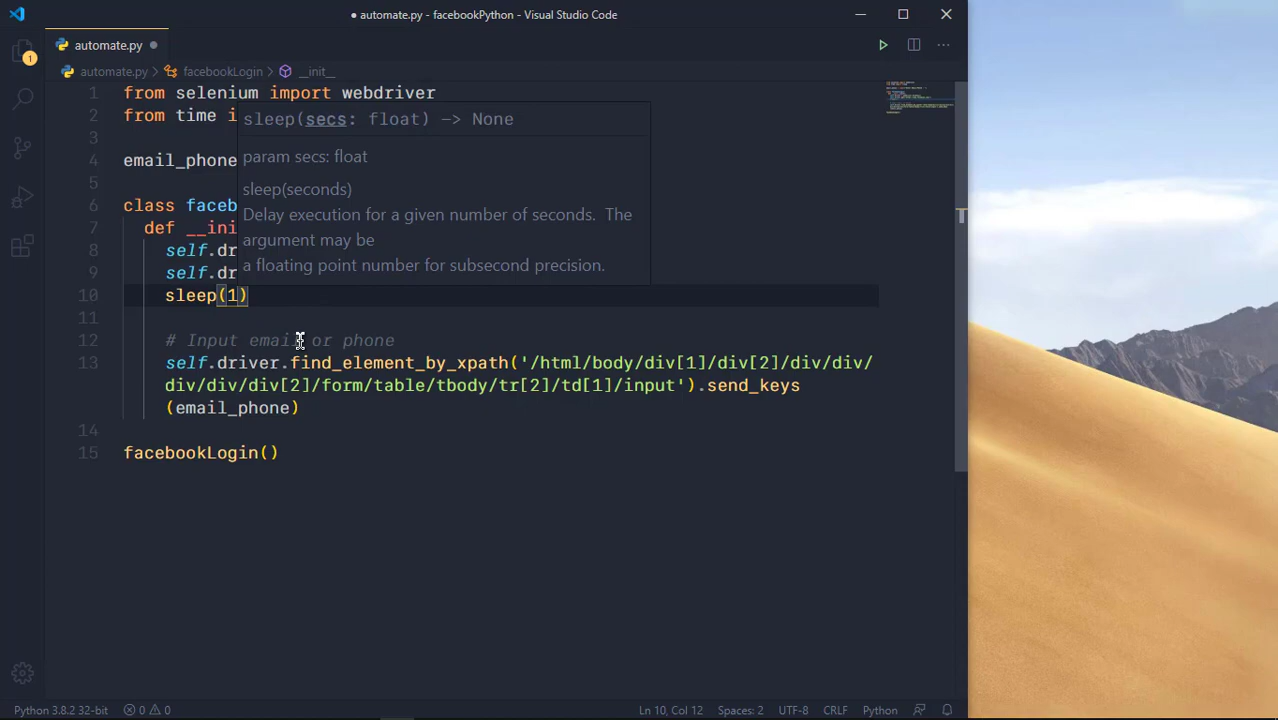 ● automate.py - facebookPython - Visual Studio Code
automate.py ●
automate.py > facebookLogin > __init__
1 from selenium import webdriver
2 from time i
sleep(secs: float) -> None
3
param secs: float
4 email_phone
5
sleep(seconds)
6 class faceb
Delay execution for a given number of seconds. The
7 def __ini
argument may be
8 self.dr
a floating point number for subsecond precision.
9 self.dr
10 sleep(1)
11
12 # Input email or phone
13 self.driver.find_element_by_xpath('/html/body/div[1]/div[2]/div/div/
div/div/div[2]/form/table/tbody/tr[2]/td[1]/input').send_keys
(email_phone)
14
15 facebookLogin()
1
Python 3.8.2 32-bit 0 0 Ln 10, Col 12 Spaces: 2 UTF-8 CRLF Python